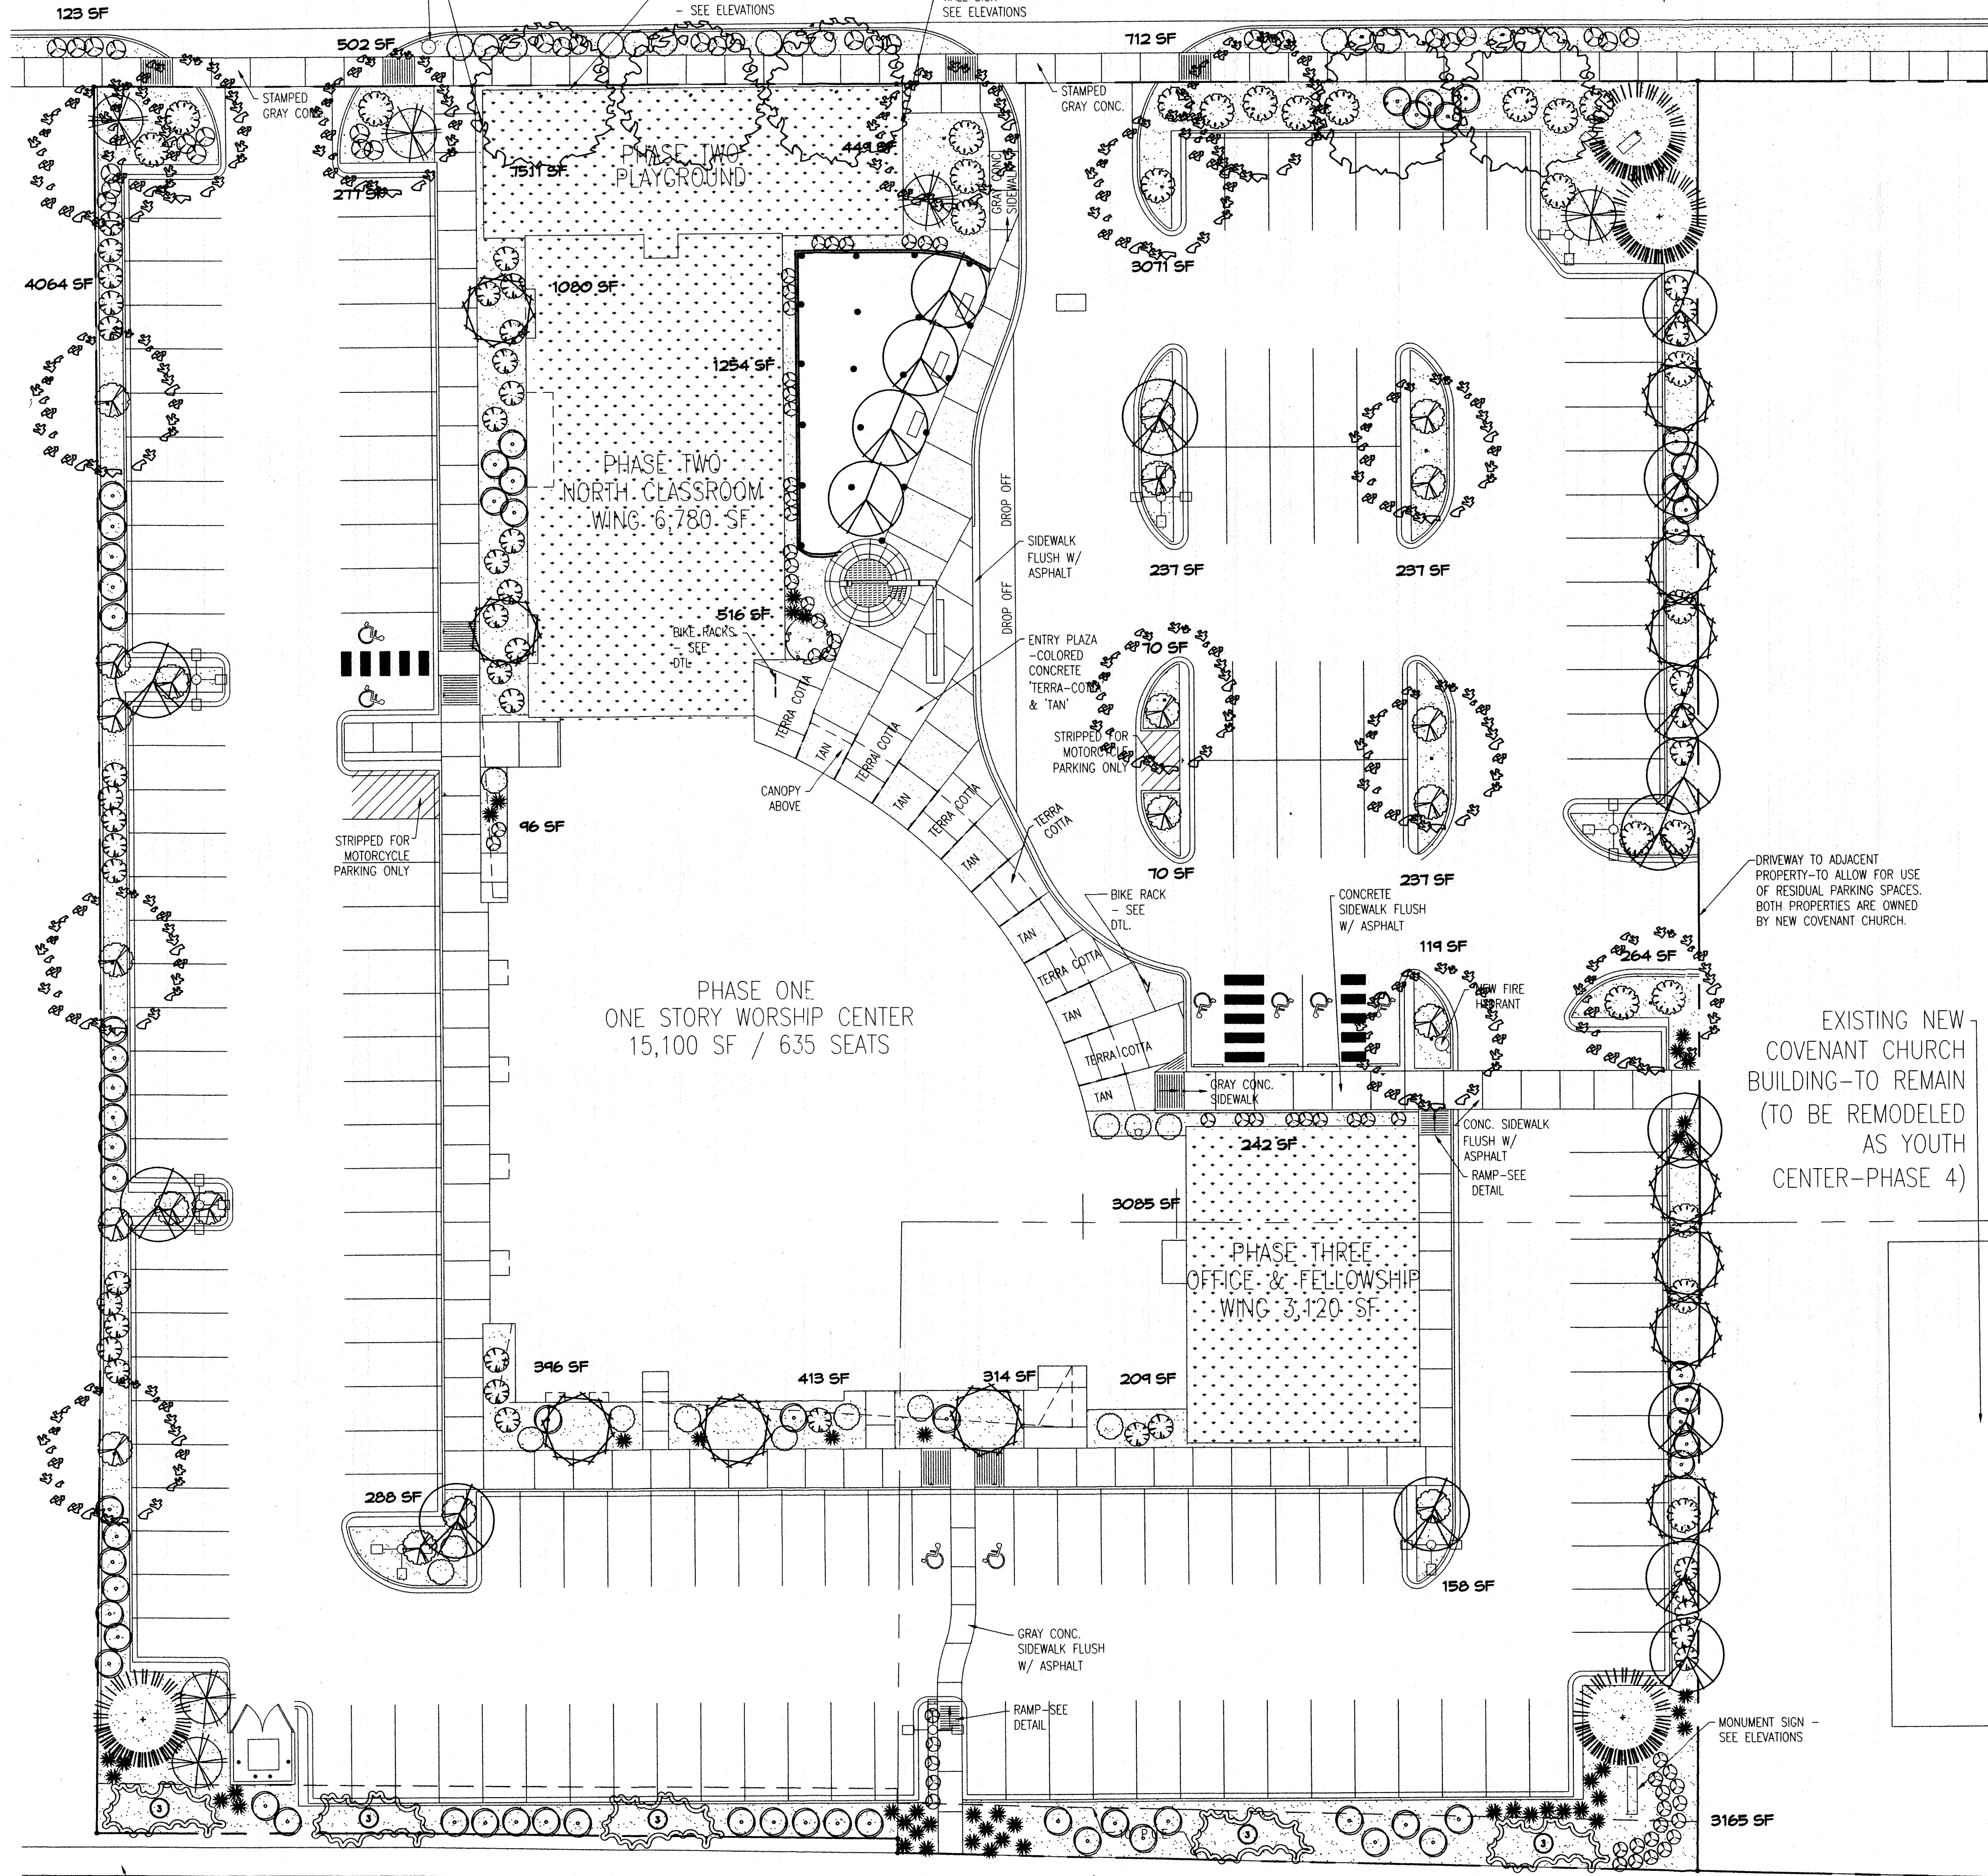 123 SF
- SEE ELEVATIONS
SEE ELEVATIONS
502 SF
712 SF
STAMPED
GRAY CONC.
STAMPED
GRAY CONC.
277 SF
PHASE TWO
PLAYGROUND
449 SF
GRAY CONC.
SIDEWALK
4064 SF
1080 SF
3071 SF
1254 SF
PHASE TWO
NORTH CLASSROOM
WING 6,780 SF
DROP OFF
DROP OFF
SIDEWALK
FLUSH W/
ASPHALT
237 SF
237 SF
516 SF
BIKE RACKS
- SEE
DTL
ENTRY PLAZA
-COLORED
CONCRETE
'TERRA-COTTA
& 'TAN'
70 SF
STRIPPED FOR
MOTORCYCLE
PARKING ONLY
TERRA COTTA
TAN
TERRA COTTA
TAN
TERRA COTTA
TAN
TERRA
COTTA
CANOPY
ABOVE
96 SF
STRIPPED FOR
MOTORCYCLE
PARKING ONLY
70 SF
237 SF
DRIVEWAY TO ADJACENT
PROPERTY-TO ALLOW FOR USE
OF RESIDUAL PARKING SPACES.
BOTH PROPERTIES ARE OWNED
BY NEW COVENANT CHURCH.
BIKE RACK
- SEE
DTL.
CONCRETE
SIDEWALK FLUSH
W/ ASPHALT
TAN
TERRA COTTA
TAN
TERRA COTTA
TAN
119 SF
264 SF
NEW FIRE
HYDRANT
PHASE ONE
ONE STORY WORSHIP CENTER
15,100 SF / 635 SEATS
EXISTING NEW
COVENANT CHURCH
BUILDING-TO REMAIN
(TO BE REMODELED
AS YOUTH
CENTER-PHASE 4)
GRAY CONC.
SIDEWALK
242 SF
CONC. SIDEWALK
FLUSH W/
ASPHALT
RAMP-SEE
DETAIL
3085 SF
PHASE THREE
OFFICE & FELLOWSHIP
WING 3,120 SF
396 SF
413 SF
314 SF
209 SF
288 SF
158 SF
GRAY CONC.
SIDEWALK FLUSH
W/ ASPHALT
RAMP-SEE
DETAIL
MONUMENT SIGN -
SEE ELEVATIONS
3
3
3
3
3
3165 SF